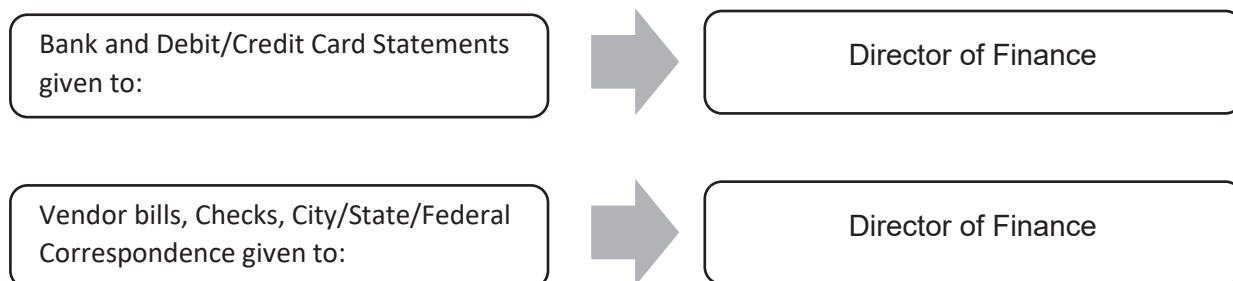 Bank and Debit/Credit Card Statements
given to:
Director of Finance
Vendor bills, Checks, City/State/Federal
Correspondence given to:
Director of Finance